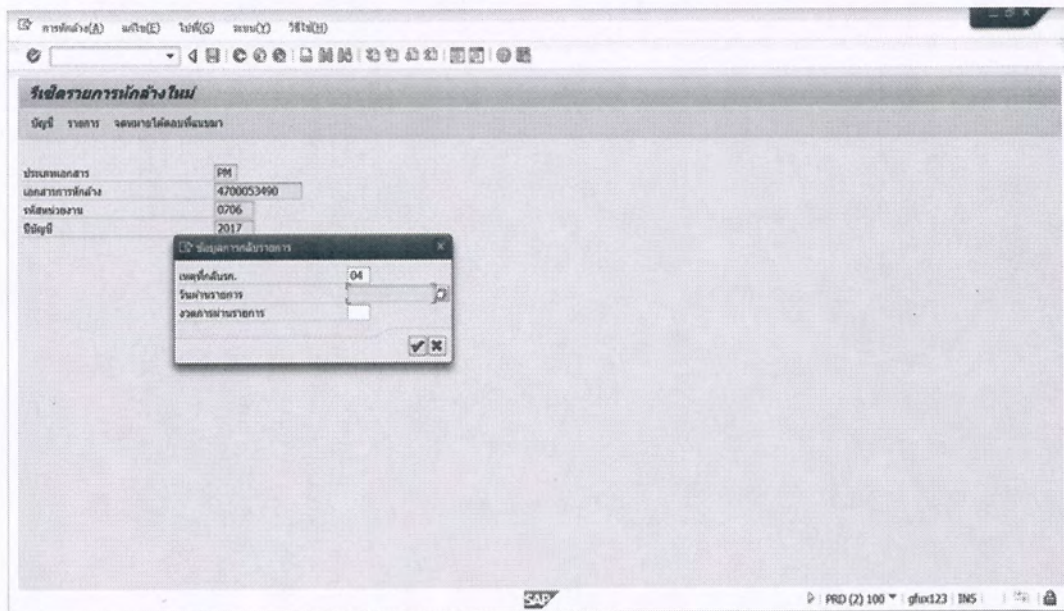 การหักล้าง(A) แก้ไข(E) ไปที่(G) ระบบ(Y) วิธีใช้(H)
รีเซ็ตรายการหักล้างใหม่
บัญชี รายการ จดหมายโต้ตอบที่แนบมา
ประเภทเอกสาร PM
เอกสารการหักล้าง 4700053490
รหัสหน่วยงาน 0706
ปีบัญชี 2017
ข้อมูลการกลับรายการ
เหตุที่กลับรก. 04
วันผ่านรายการ
งวดการผ่านรายการ
SAP
PRD (2) 100 gfux123 INS